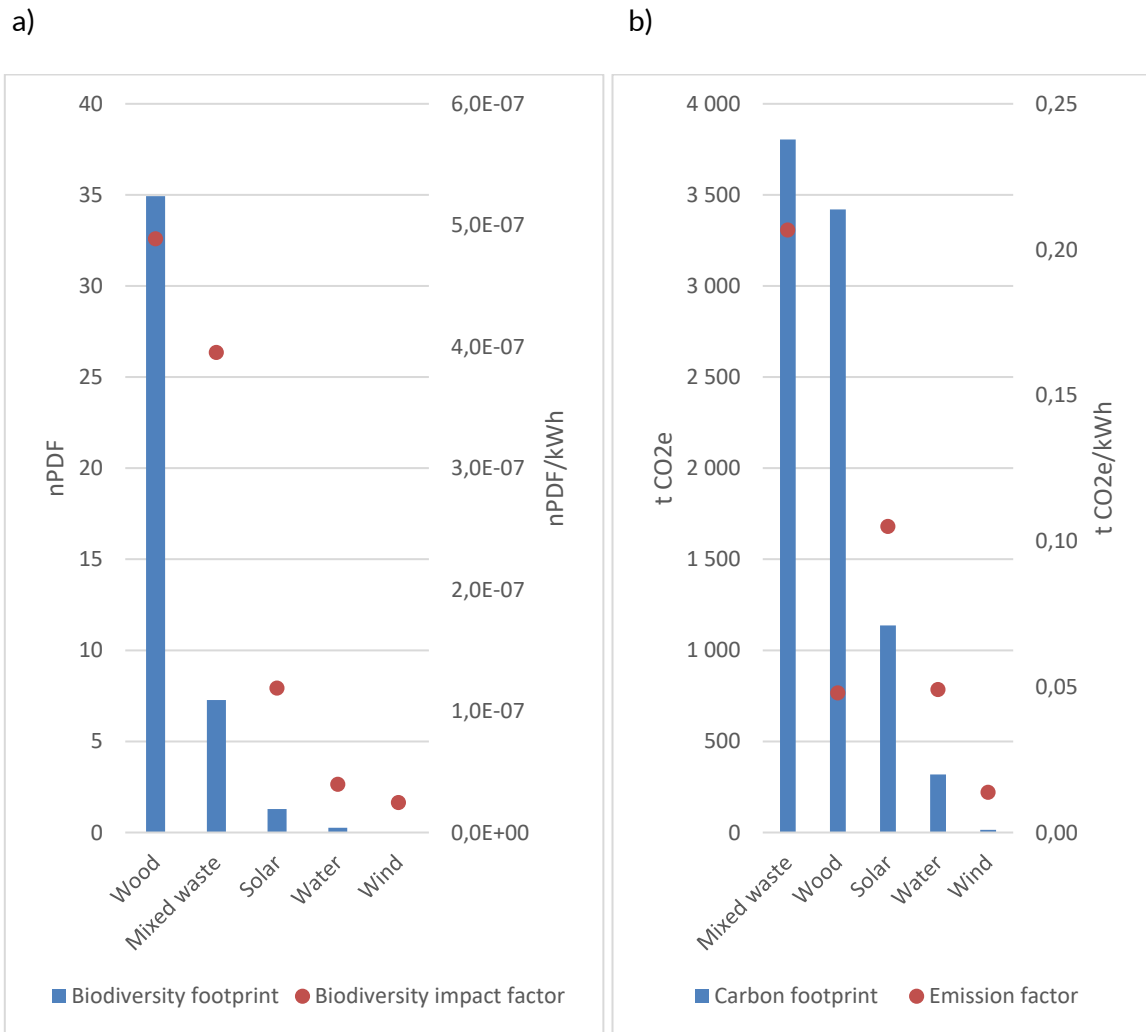 a)
40
35
30
25
20
15
10
5
0
nPDF
6,0E-07
5,0E-07
4,0E-07
3,0E-07
2,0E-07
1,0E-07
0,0E+00
nPDF/kWh
Wood
Mixed waste
Solar
Water
Wind
Biodiversity footprint Biodiversity impact factor
b)
4 000
3 500
3 000
2 500
2 000
1 500
1 000
500
0
t CO2e
0,25
0,20
0,15
0,10
0,05
0,00
t CO2e/kWh
Mixed waste
Wood
Solar
Water
Wind
Carbon footprint Emission factor